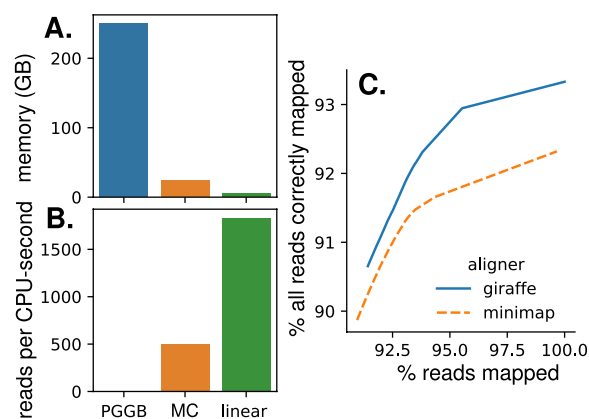 A.
memory (GB)
200
100
0
B.
reads per CPU-second
1500
1000
500
0
PGGB MC linear
C.
% all reads correctly mapped
93
92
91
90
aligner
giraffe
minimap
92.5 95.0 97.5 100.0
% reads mapped